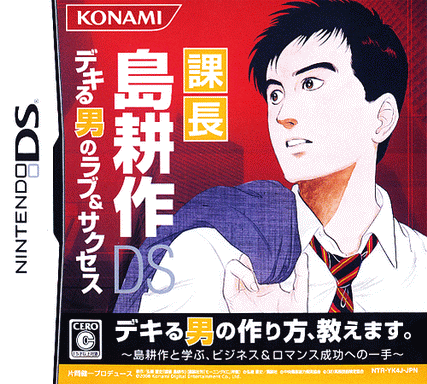 KONAMI
NINTENDO DS
課長
島耕作
DS
デキる男のラブ&サクセス
CERO
C
デキる男の作り方、教えます。
~島耕作と学ぶ、ビジネス&ロマンス成功への一手~
NTR-YK4J-JPN